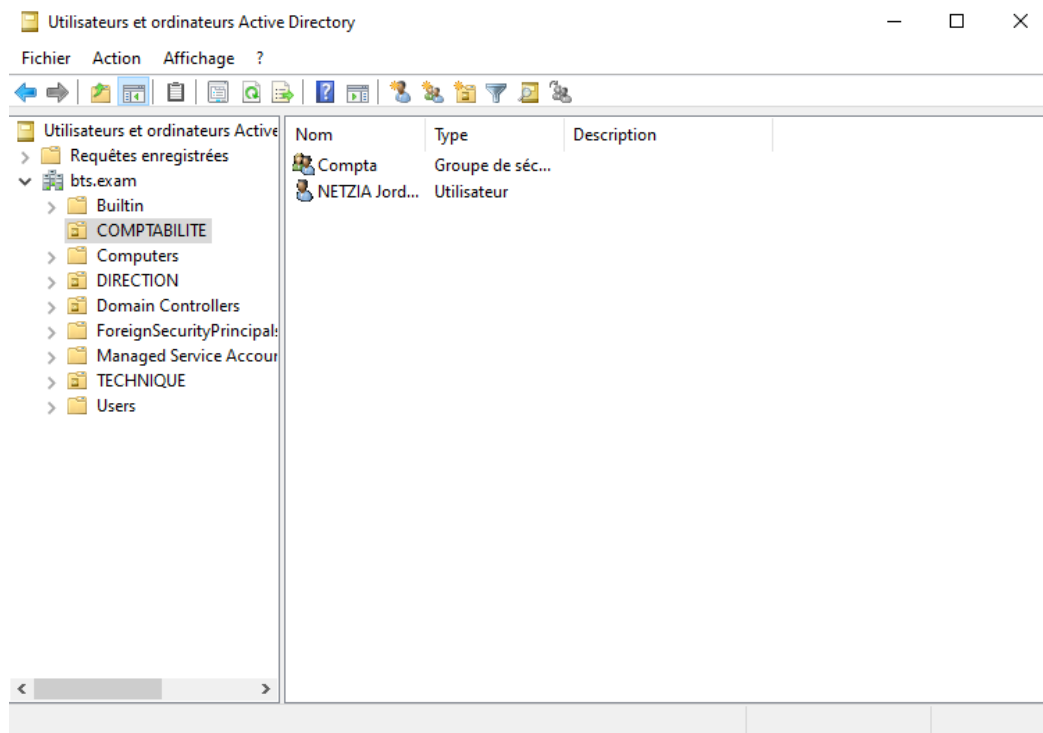 Utilisateurs et ordinateurs Active Directory
Fichier Action Affichage ?
Utilisateurs et ordinateurs Active
Requêtes enregistrées
bts.exam
Builtin
COMPTABILITE
Computers
DIRECTION
Domain Controllers
ForeignSecurityPrincipals
Managed Service Accour
TECHNIQUE
Users
Nom Type Description
Compta Groupe de séc...
NETZIA Jord... Utilisateur